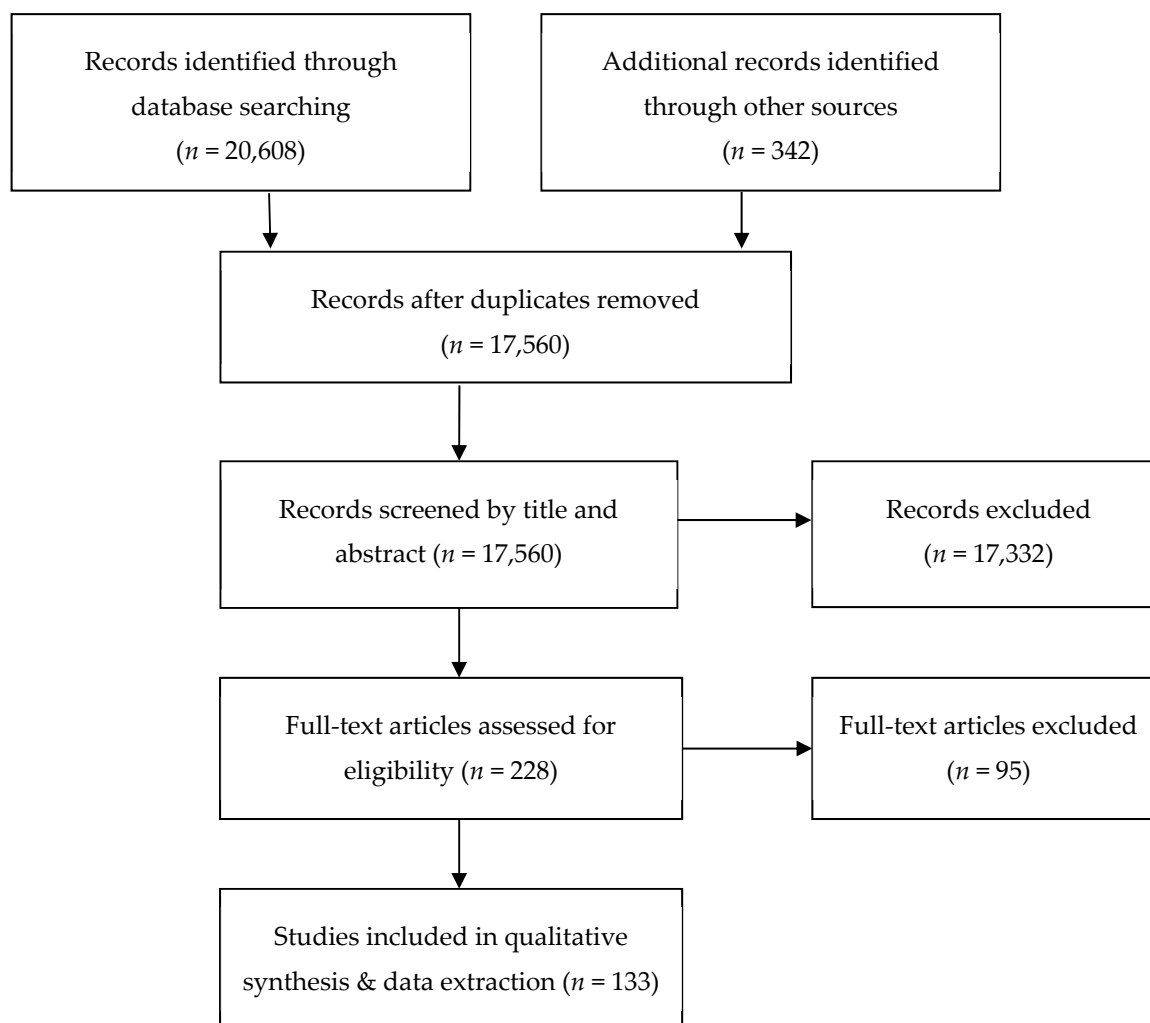 Records identified through
database searching
(n = 20,608)
Additional records identified
through other sources
(n = 342)
Records after duplicates removed
(n = 17,560)
Records screened by title and
abstract (n = 17,560)
Records excluded
(n = 17,332)
Full-text articles assessed for
eligibility (n = 228)
Full-text articles excluded
(n = 95)
Studies included in qualitative
synthesis & data extraction (n = 133)